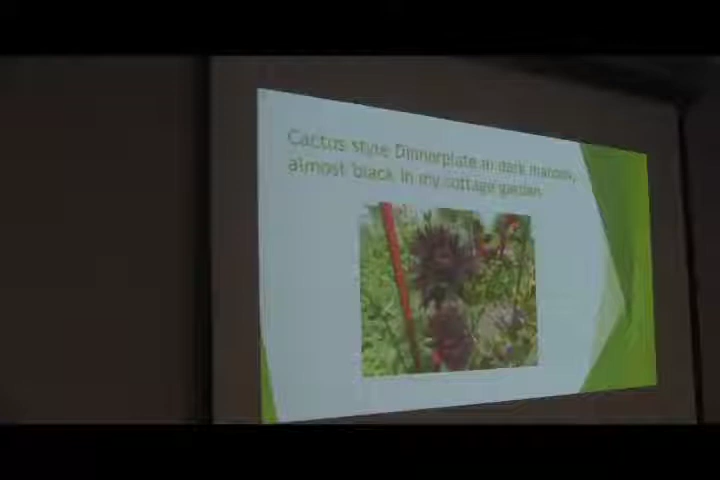 Cactus style Dinnerplate in dark maroon,
almost black in my cottage garden